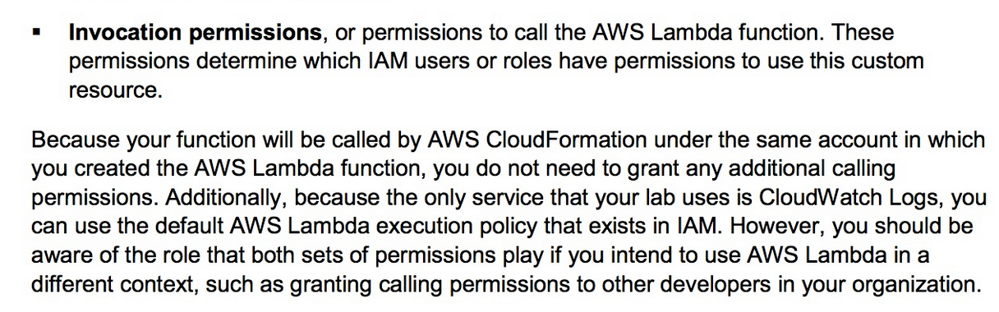 ▪ Invocation permissions, or permissions to call the AWS Lambda function. These
permissions determine which IAM users or roles have permissions to use this custom
resource.
Because your function will be called by AWS CloudFormation under the same account in which
you created the AWS Lambda function, you do not need to grant any additional calling
permissions. Additionally, because the only service that your lab uses is CloudWatch Logs, you
can use the default AWS Lambda execution policy that exists in IAM. However, you should be
aware of the role that both sets of permissions play if you intend to use AWS Lambda in a
different context, such as granting calling permissions to other developers in your organization.